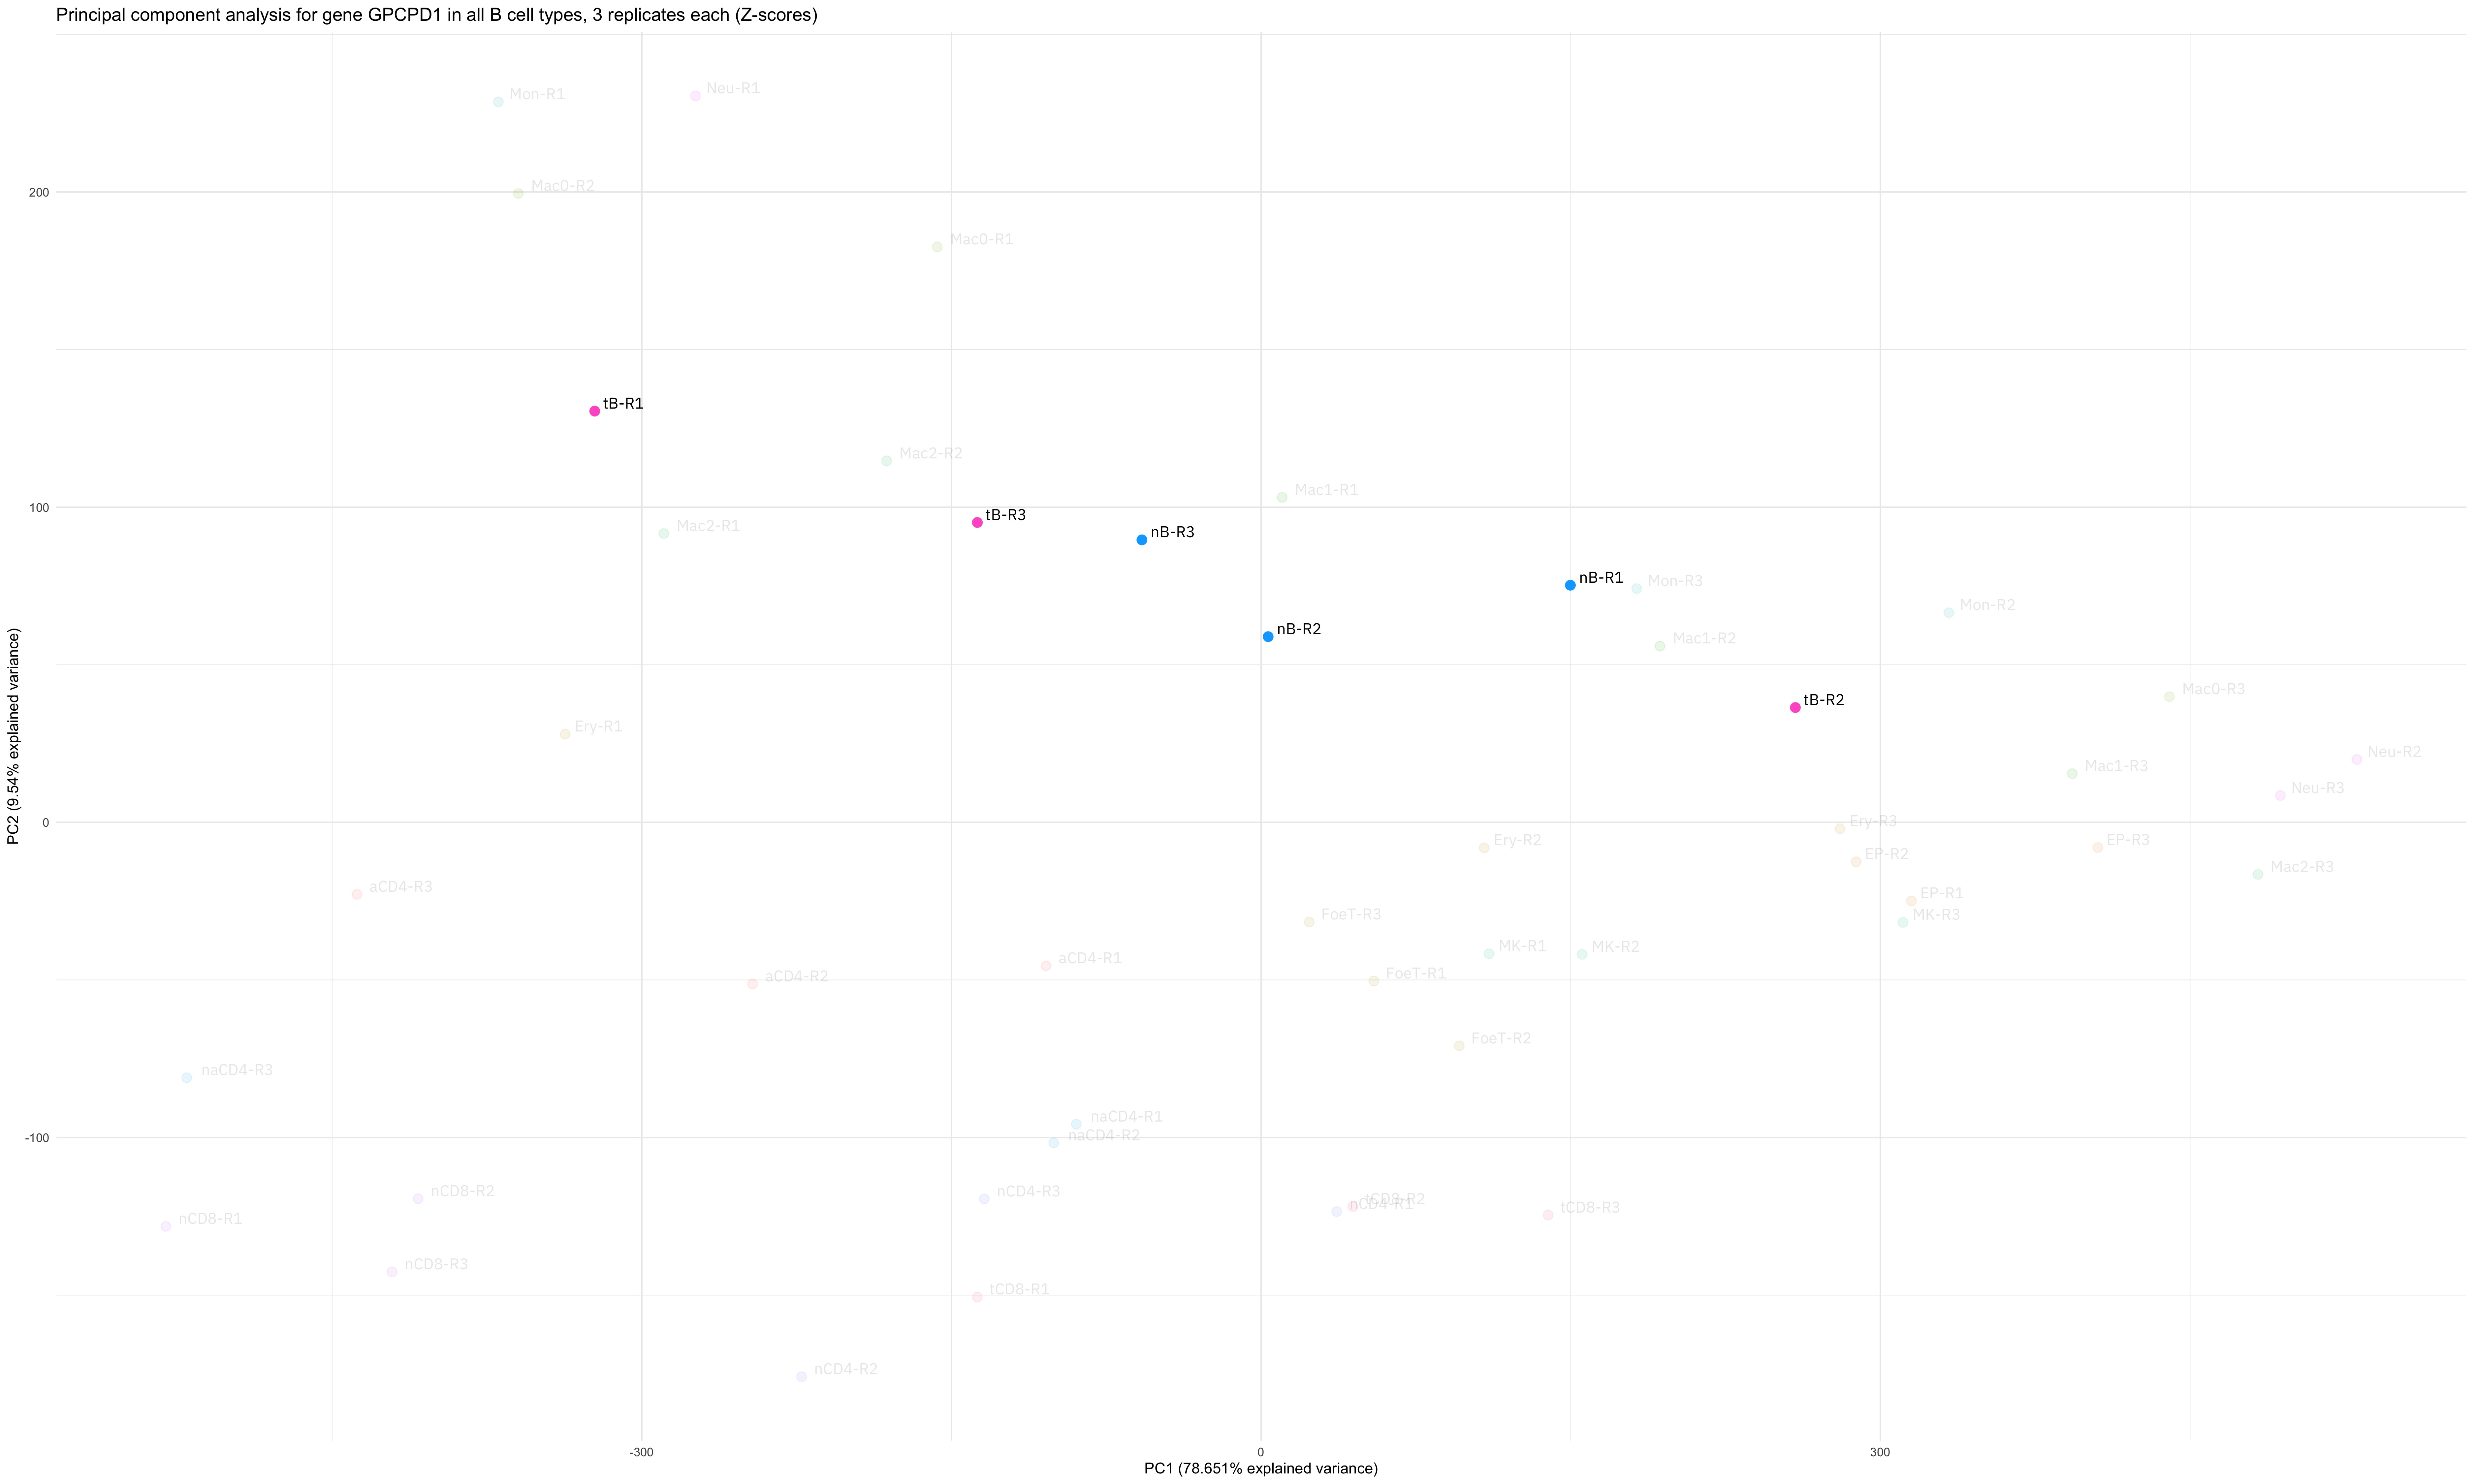 Principal component analysis for gene GPCPD1 in all B cell types, 3 replicates each (Z-scores)
Neu-R1
Mon-R1
Mac0-R2
200
Mac0-R1
tB-R1
Mac2-R2
Mac1-R1
100
tB-R3
Mac2-R1
nB-R3
nB-R1
Mon-R3
Mon-R2
nB-R2
Mac1-R2
Mac0-R3
tB-R2
Ery-R1
Neu-R2
Mac1-R3
Neu-R3
PC2 (9.54% explained variance)
0
Ery-R3
Ery-R2
EP-R3
EP-R2
Mac2-R3
aCD4-R3
EP-R1
FoeT-R3
MK-R3
MK-R1
MK-R2
aCD4-R1
FoeT-R1
aCD4-R2
FoeT-R2
naCD4-R3
naCD4-R1
naCD4-R2
-100
nCD8-R2
nCD4-R3
tCD8-R2
nCD4-R1
tCD8-R3
nCD8-R1
nCD8-R3
tCD8-R1
nCD4-R2
-300
0
300
PC1 (78.651% explained variance)